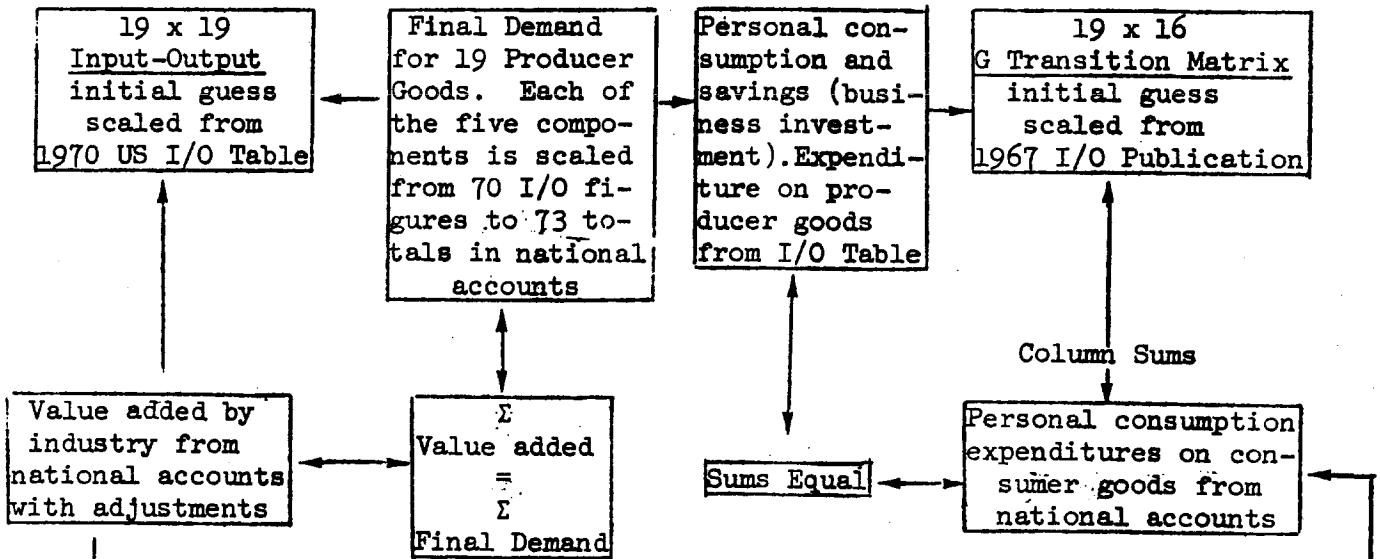 19 x 19
Input-Output
initial guess
scaled from
1970 US I/O Table
Final Demand
for 19 Producer
Goods. Each of
the five compo-
nents is scaled
from 70 I/O fi-
gures to 73 to-
tals in national
accounts
Personal con-
sumption and
savings (busi-
ness invest-
ment).Expendi-
ture on pro-
ducer goods
from I/O Table
19 x 16
G Transition Matrix
initial guess
scaled from
1967 I/O Publication
Column Sums
Value added by
industry from
national accounts
with adjustments
Σ
Value added
=
Σ
Final Demand
Sums Equal
Personal consumption
expenditures on con-
sumer goods from
national accounts